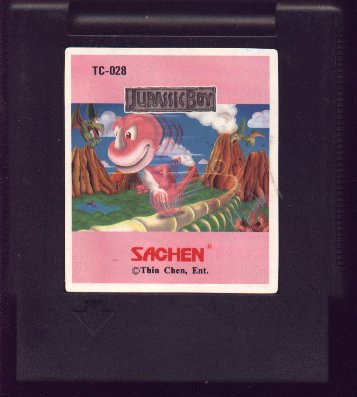 TC-028
JURASSIC BOY
SACHEN®
©Thin Chen, Ent.